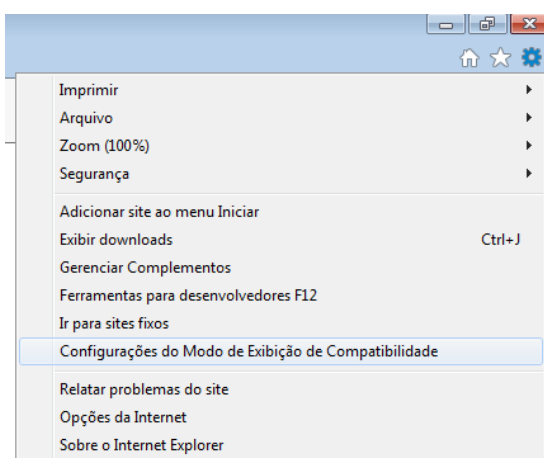 Imprimir
Arquivo
Zoom (100%)
Segurança
Adicionar site ao menu Iniciar
Exibir downloads Ctrl+J
Gerenciar Complementos
Ferramentas para desenvolvedores F12
Ir para sites fixos
Configurações do Modo de Exibição de Compatibilidade
Relatar problemas do site
Opções da Internet
Sobre o Internet Explorer